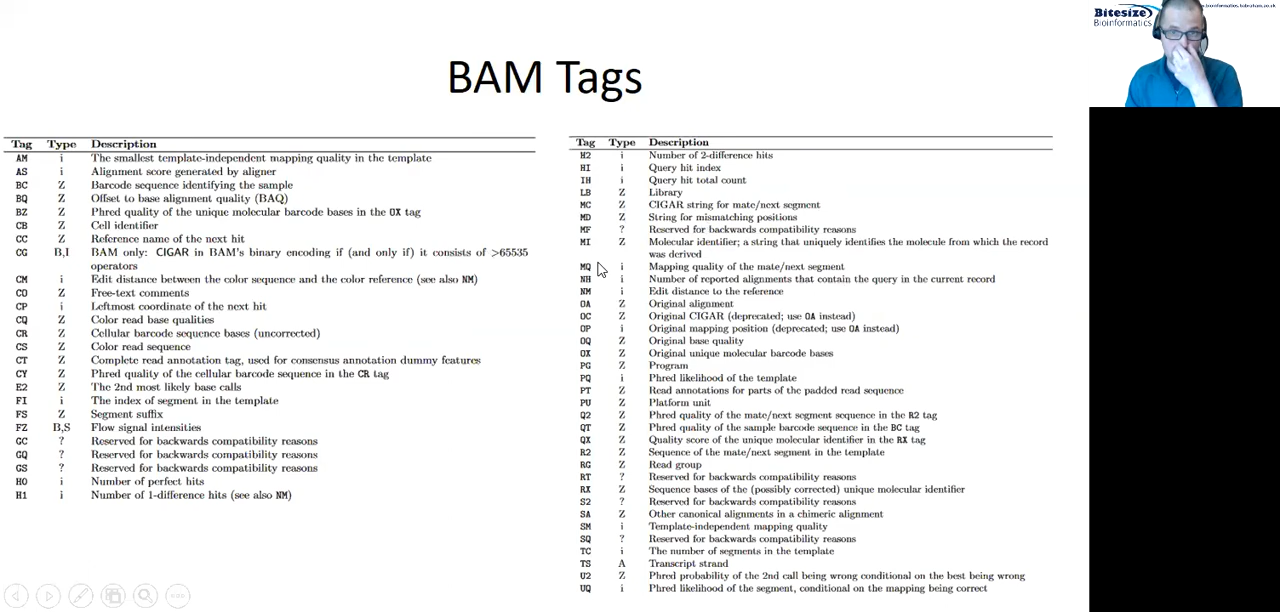 Bitesize
Bioinformatics
BAM Tags
Tag Type Description
AM i The smallest template-independent mapping quality in the template
AS i Alignment score generated by aligner
BC Z Barcode sequence identifying the sample
BQ Z Offset to base alignment quality (BAQ)
BZ Z Phred quality of the unique molecular barcode bases in the OX tag
CB Z Cell identifier
CC Z Reference name of the next hit
CG B,I BAM only: CIGAR in BAM's binary encoding if (and only if) it consists of >65535
operators
CM i Edit distance between the color sequence and the color reference (see also NM)
CO Z Free-text comments
CP i Leftmost coordinate of the next hit
CQ Z Color read base qualities
CR Z Cellular barcode sequence bases (uncorrected)
CS Z Color read sequence
CT Z Complete read annotation tag, used for consensus annotation dummy features
CY Z Phred quality of the cellular barcode sequence in the CR tag
E2 Z The 2nd most likely base calls
FI i The index of segment in the template
FS Z Segment suffix
FZ B,S Flow signal intensities
GC ? Reserved for backwards compatibility reasons
GQ ? Reserved for backwards compatibility reasons
GS ? Reserved for backwards compatibility reasons
H0 i Number of perfect hits
H1 i Number of 1-difference hits (see also NM)
Tag Type Description
H2 i Number of 2-difference hits
HI i Query hit index
IH i Query hit total count
LB Z Library
MC Z CIGAR string for mate/next segment
MD Z String for mismatching positions
MF ? Reserved for backwards compatibility reasons
MI Z Molecular identifier; a string that uniquely identifies the molecule from which the record
was derived
MQ i Mapping quality of the mate/next segment
NH i Number of reported alignments that contain the query in the current record
NM i Edit distance to the reference
OA Z Original alignment
OC Z Original CIGAR (deprecated; use OA instead)
OP i Original mapping position (deprecated; use OA instead)
OQ Z Original base quality
OX Z Original unique molecular barcode bases
PG Z Program
PQ i Phred likelihood of the template
PT Z Read annotations for parts of the padded read sequence
PU Z Platform unit
Q2 Z Phred quality of the mate/next segment sequence in the R2 tag
QT Z Phred quality of the sample barcode sequence in the BC tag
QX Z Quality score of the unique molecular identifier in the RX tag
R2 Z Sequence of the mate/next segment in the template
RG Z Read group
RT ? Reserved for backwards compatibility reasons
RX Z Sequence bases of the (possibly corrected) unique molecular identifier
S2 ? Reserved for backwards compatibility reasons
SA Z Other canonical alignments in a chimeric alignment
SM i Template-independent mapping quality
SQ ? Reserved for backwards compatibility reasons
TC i The number of segments in the template
TS A Transcript strand
U2 Z Phred probability of the 2nd call being wrong conditional on the best being wrong
UQ i Phred likelihood of the segment, conditional on the mapping being correct